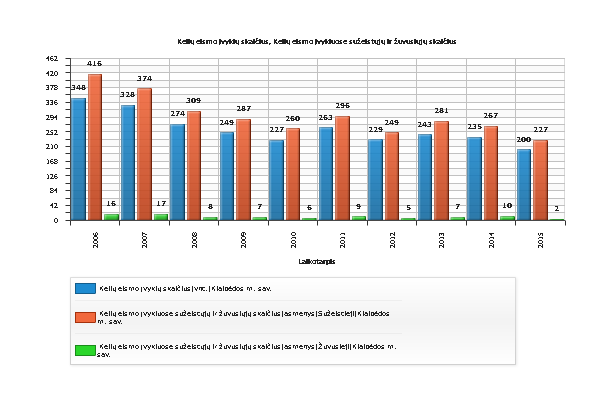 Kelių eismo įvykių skaičius, Kelių eismo įvykiuose sužeistųjų ir žuvusiųjų skaičius
462
420
378
336
294
252
210
168
126
84
42
0
348 416 16
328 374 17
274 309 8
249 287 7
227 260 6
263 296 9
229 249 5
243 281 7
235 267 10
200 227 2
2006 2007 2008 2009 2010 2011 2012 2013 2014 2015
Laikotarpis
Kelių eismo įvykių skaičius|vnt.|Klaipėdos m. sav.
Kelių eismo įvykiuose sužeistųjų ir žuvusiųjų skaičius|asmenys|Sužeistieji|Klaipėdos
m. sav.
Kelių eismo įvykiuose sužeistųjų ir žuvusiųjų skaičius|asmenys|Žuvusieji|Klaipėdos m.
sav.